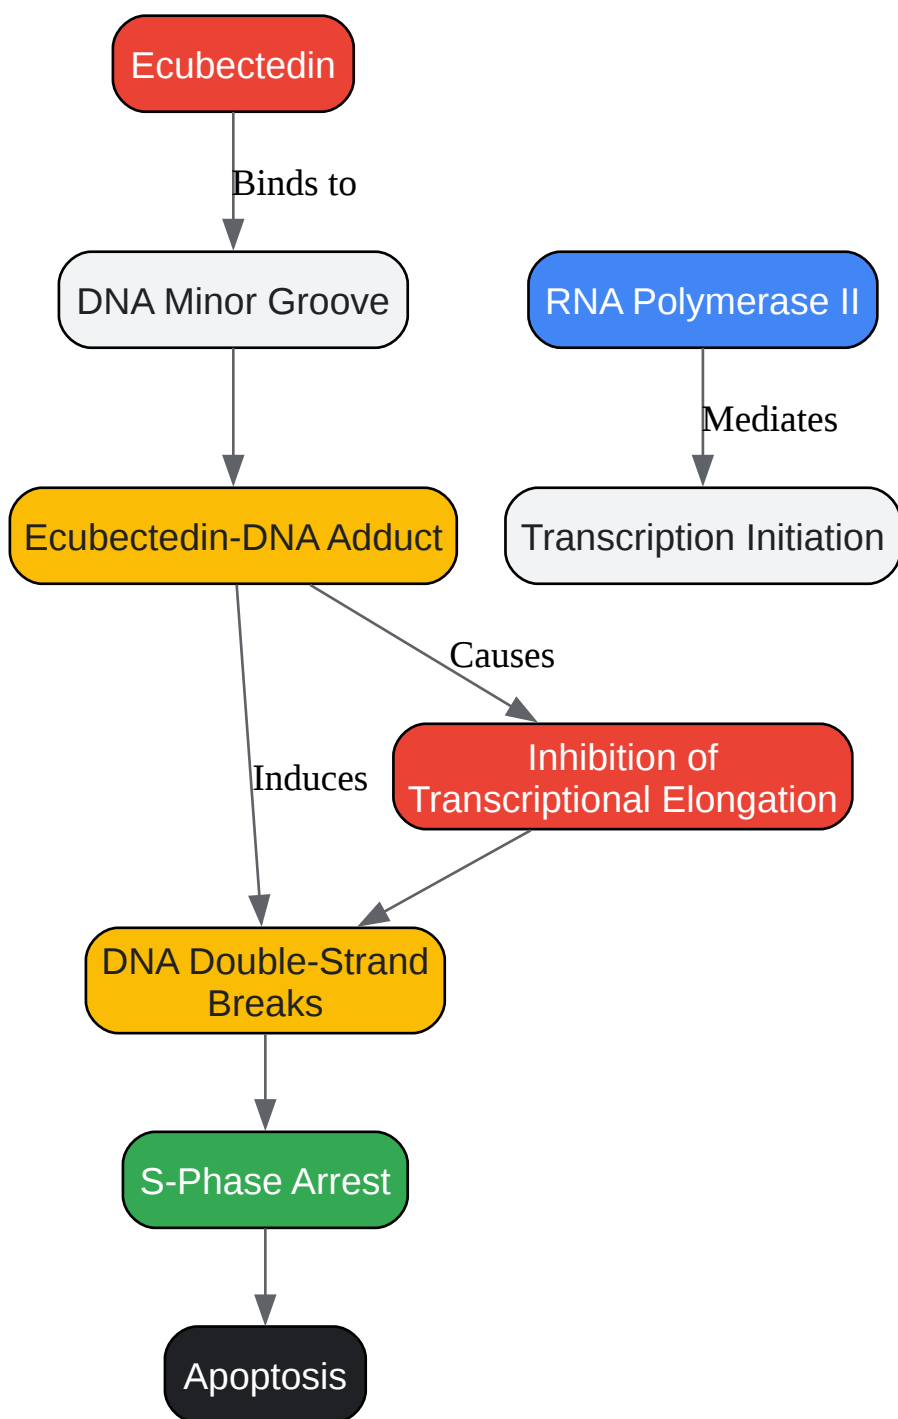 Ecubectedin
Binds to
DNA Minor Groove
RNA Polymerase II
Mediates
Ecubectedin-DNA Adduct
Transcription Initiation
Causes
Induces
Inhibition of
Transcriptional Elongation
DNA Double-Strand
Breaks
S-Phase Arrest
Apoptosis